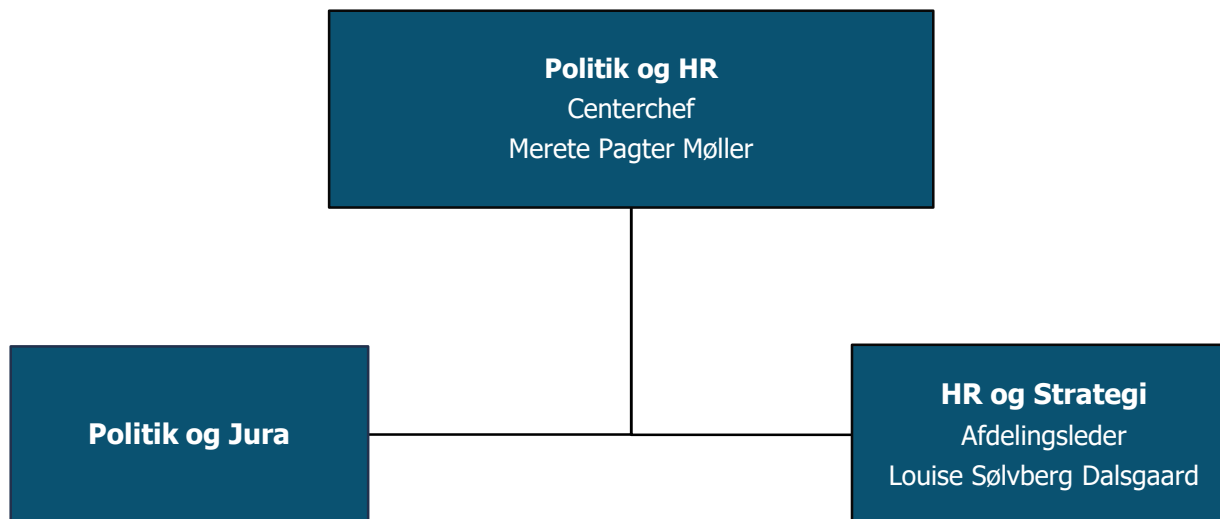 Politik og HR
Centerchef
Merete Pagter Møller
Politik og Jura
HR og Strategi
Afdelingsleder
Louise Sølvberg Dalsgaard